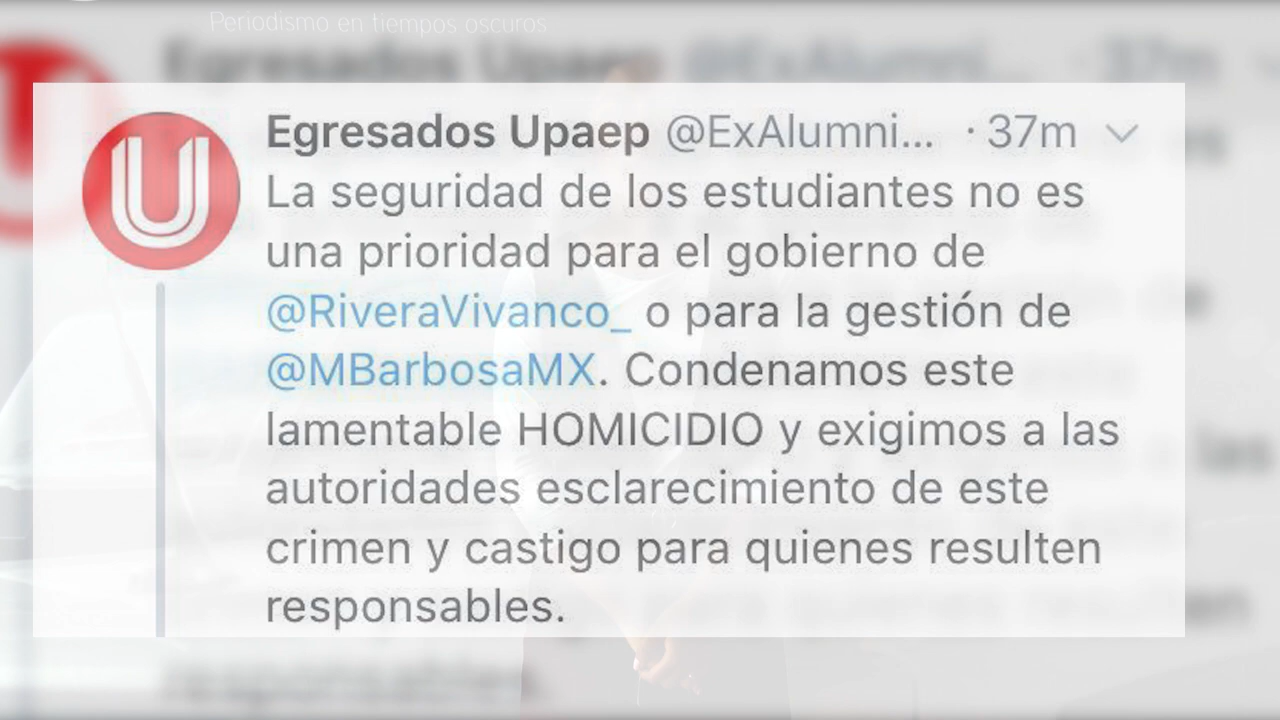 Periodismo en tiempos oscuros
Egresados Upaep @ExAlumni... · 37m
La seguridad de los estudiantes no es
una prioridad para el gobierno de
@RiveraVivanco_ o para la gestión de
@MBarbosaMX. Condenamos este
lamentable HOMICIDIO y exigimos a las
autoridades esclarecimiento de este
crimen y castigo para quienes resulten
responsables.